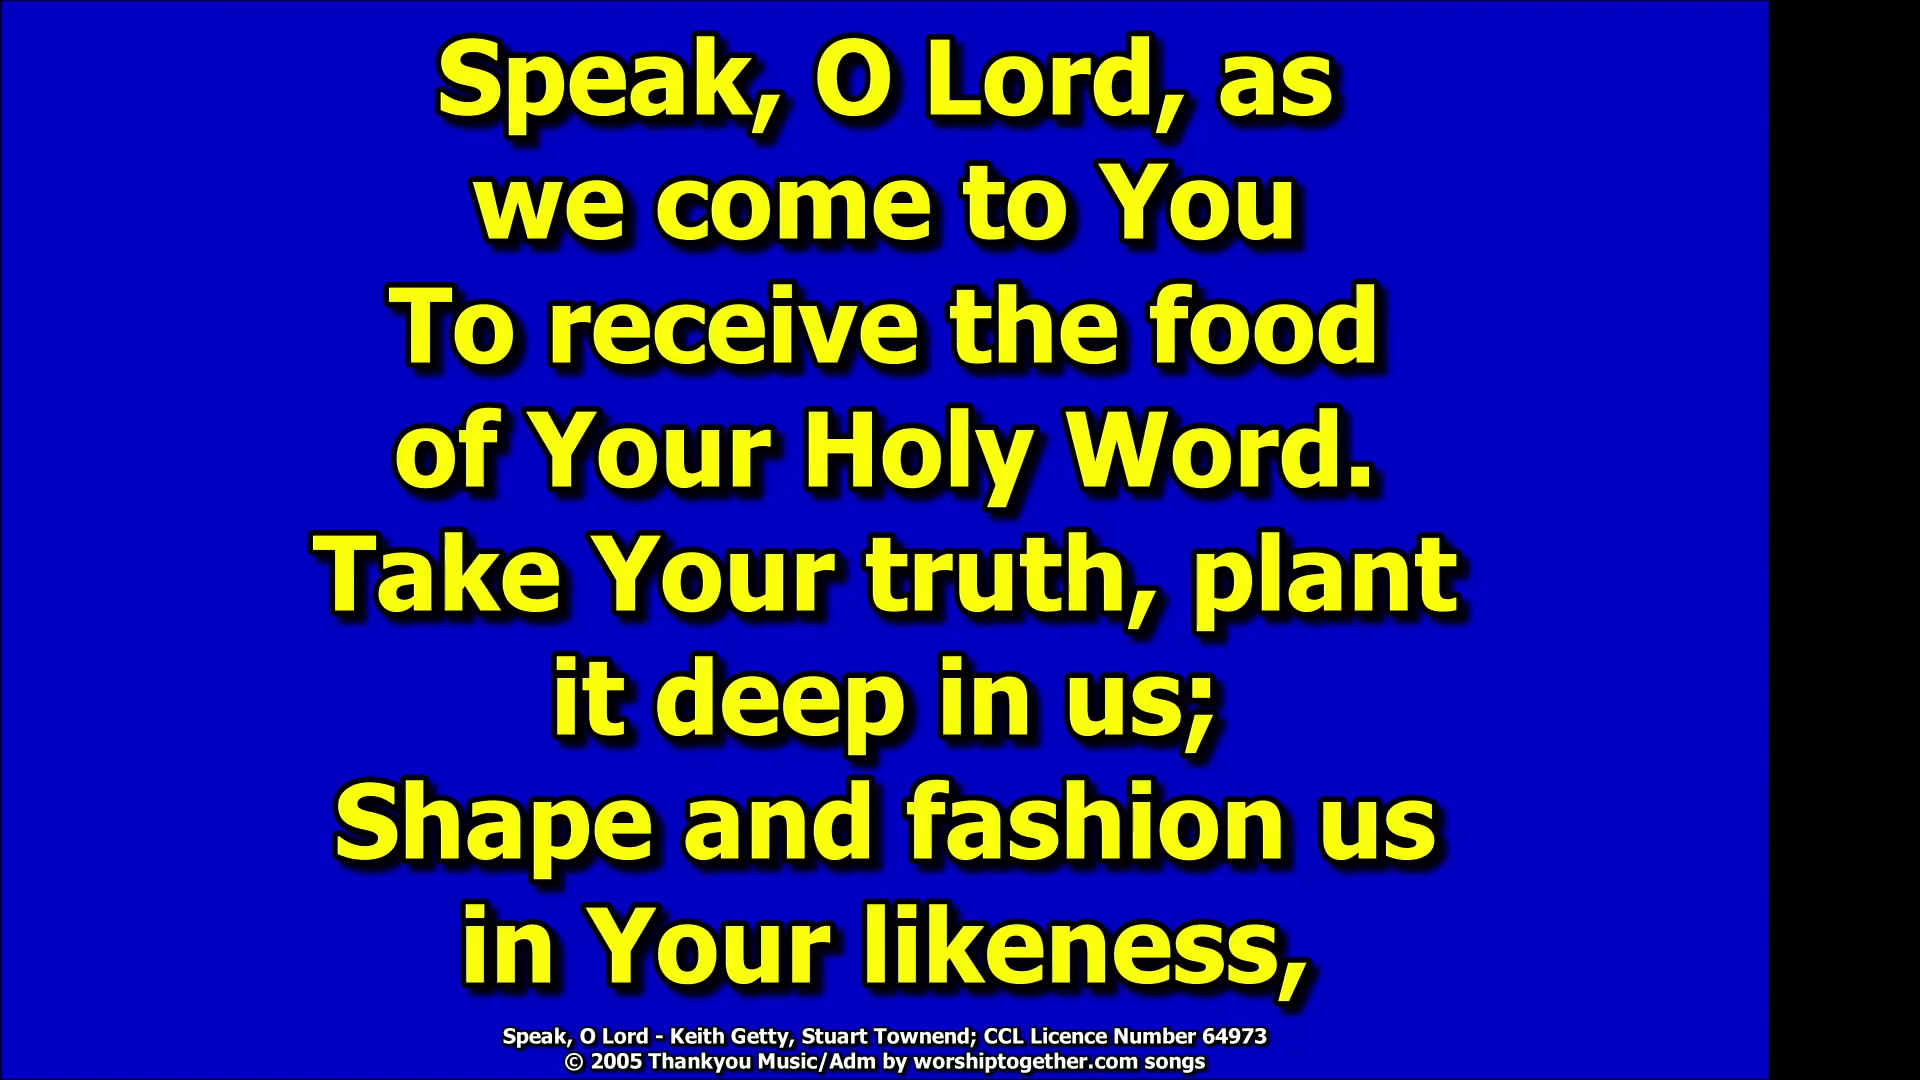 Speak, O Lord, as
we come to You
To receive the food
of Your Holy Word.
Take Your truth, plant
it deep in us;
Shape and fashion us
in Your likeness,
Speak, O Lord - Keith Getty, Stuart Townend; CCL Licence Number 64973
© 2005 Thankyou Music/Adm by worshiptogether.com songs